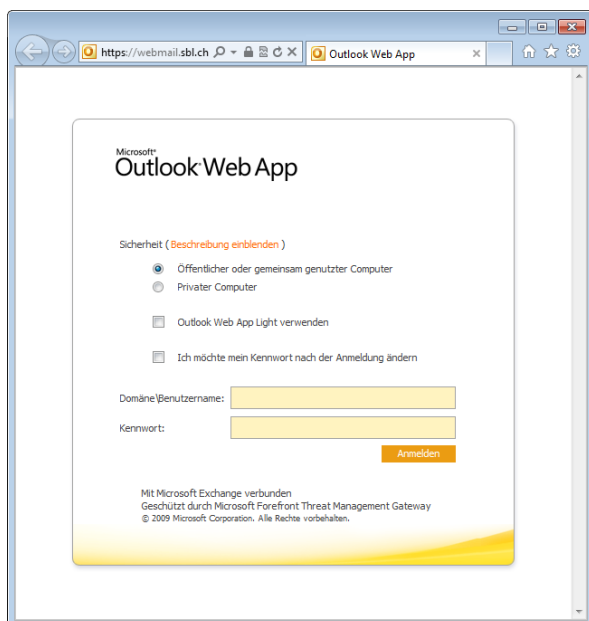 https://webmail.sbl.ch
Outlook Web App
Microsoft®
Outlook Web App
Sicherheit ( Beschreibung einblenden )
Öffentlicher oder gemeinsam genutzter Computer
Privater Computer
Outlook Web App Light verwenden
Ich möchte mein Kennwort nach der Anmeldung ändern
Domäne\Benutzername:
Kennwort:
Anmelden
Mit Microsoft Exchange verbunden
Geschützt durch Microsoft Forefront Threat Management Gateway
© 2009 Microsoft Corporation. Alle Rechte vorbehalten.